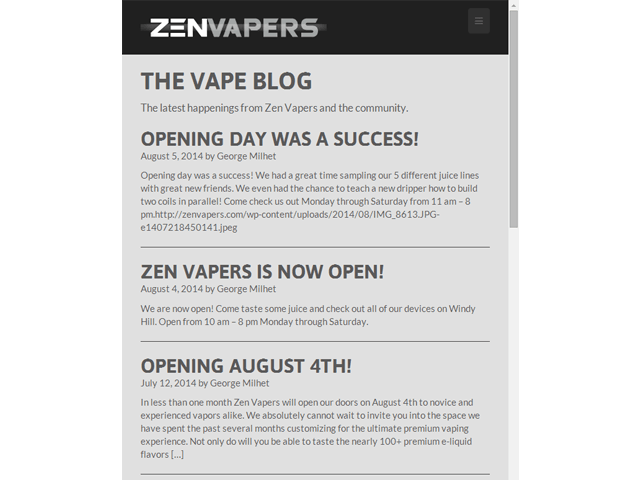 ZENVAPERS
THE VAPE BLOG
The latest happenings from Zen Vapers and the community.
OPENING DAY WAS A SUCCESS!
August 5, 2014 by George Milhet
Opening day was a success! We had a great time sampling our 5 different juice lines
with great new friends. We even had the chance to teach a new dripper how to build
two coils in parallel! Come check us out Monday through Saturday from 11 am – 8
pm.http://zenvapers.com/wp-content/uploads/2014/08/IMG_8613.JPG-
e1407218450141.jpeg
ZEN VAPERS IS NOW OPEN!
August 4, 2014 by George Milhet
We are now open! Come taste some juice and check out all of our devices on Windy
Hill. Open from 10 am – 8 pm Monday through Saturday.
OPENING AUGUST 4TH!
July 12, 2014 by George Milhet
In less than one month Zen Vapers will open our doors on August 4th to novice and
experienced vapors alike. We absolutely cannot wait to invite you into the space we
have spent the past several months customizing for the ultimate premium vaping
experience. Not only do will you be able to taste the nearly 100+ premium e-liquid
flavors [...]